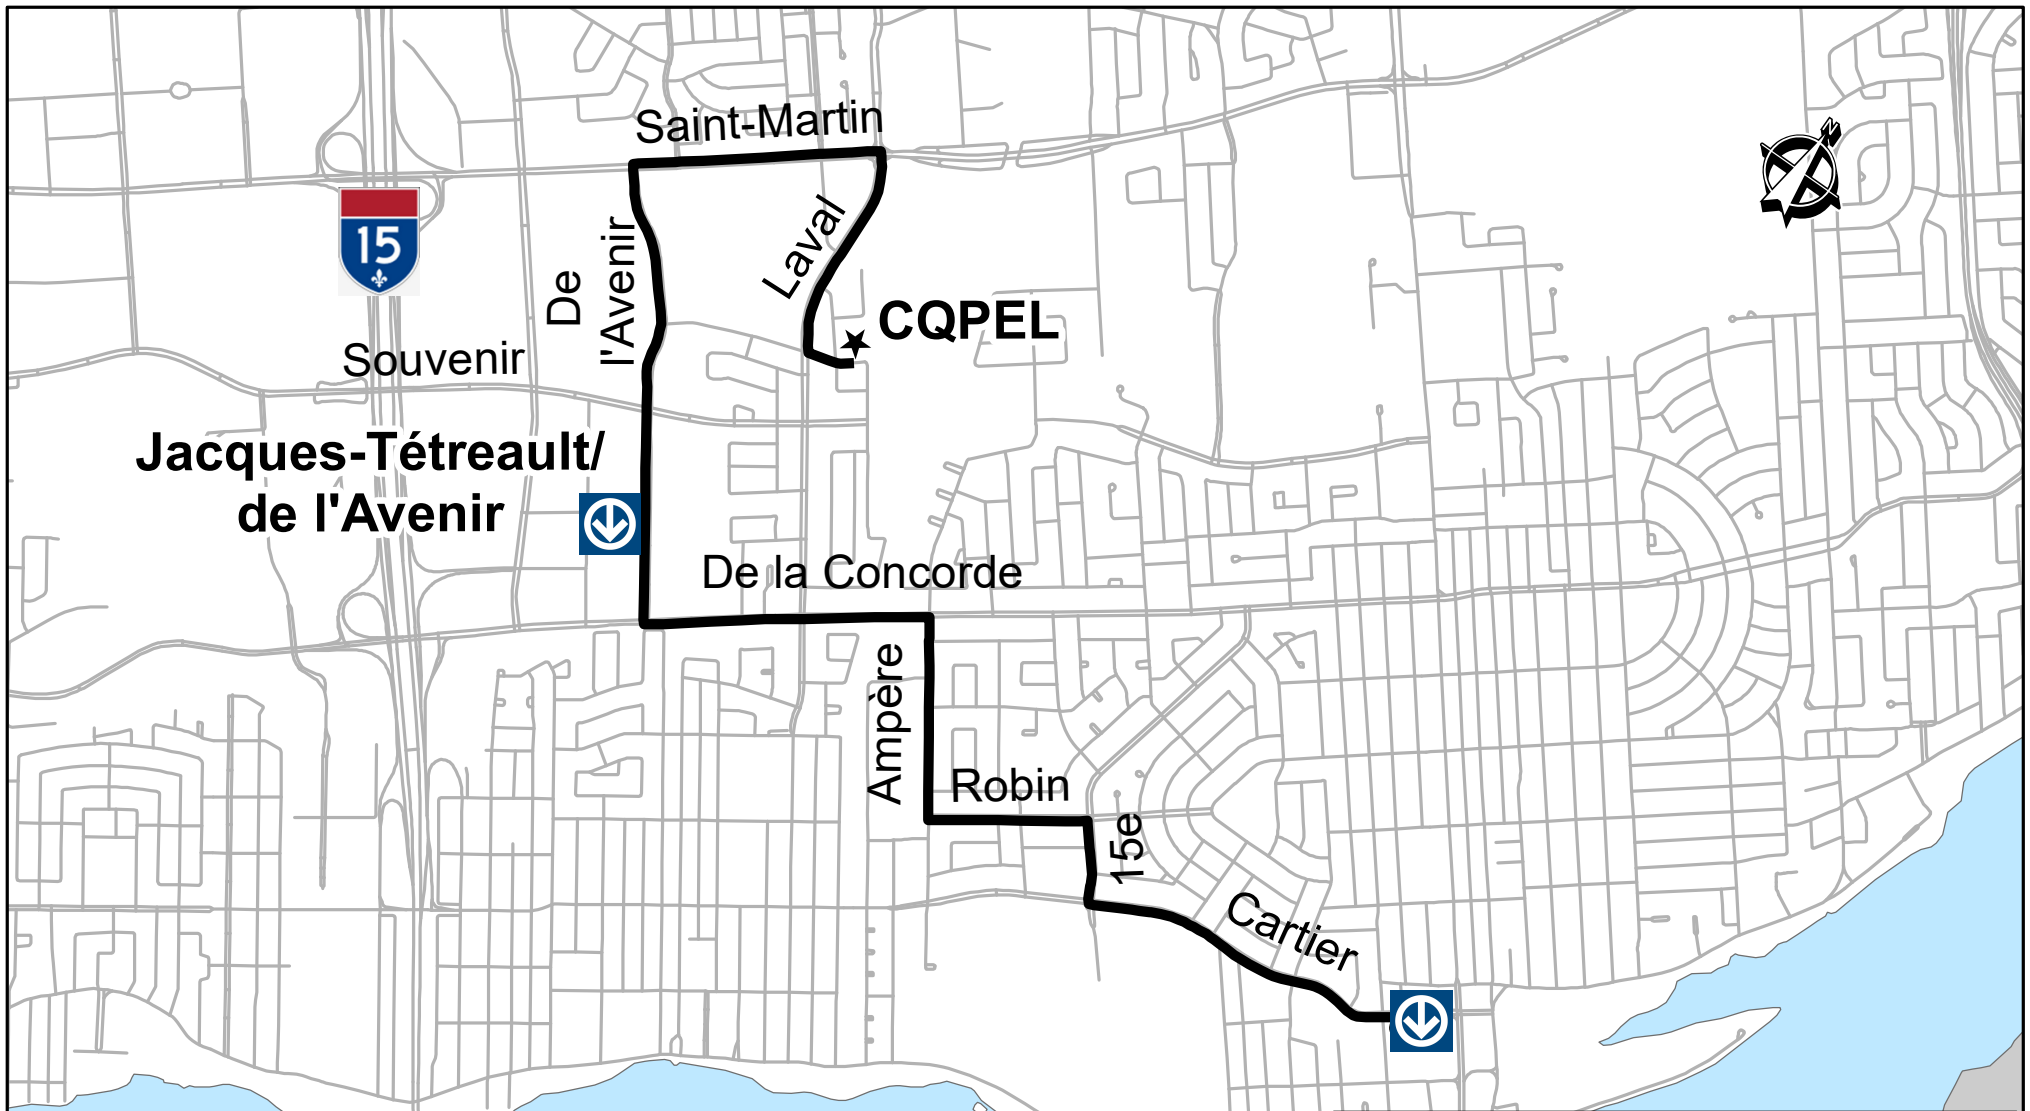 Saint-Martin
N
15
De
l'Avenir
Laval
CQPEL
Souvenir
Jacques-Tétreault/
de l'Avenir
De la Concorde
Ampère
Robin
15e
Cartier